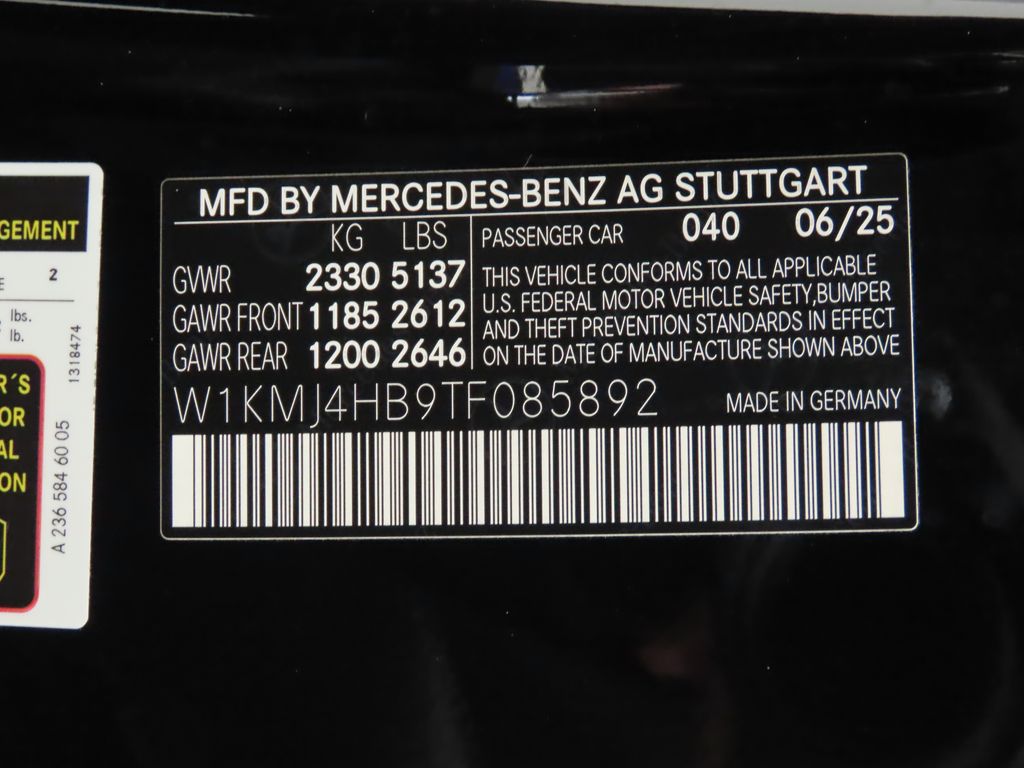 MFD BY MERCEDES-BENZ AG STUTTGART
KG LBS
GVWR 2330 5137
GAWR FRONT 1185 2612
GAWR REAR 1200 2646
PASSENGER CAR 040 06/25
THIS VEHICLE CONFORMS TO ALL APPLICABLE
U.S. FEDERAL MOTOR VEHICLE SAFETY,BUMPER
AND THEFT PREVENTION STANDARDS IN EFFECT
ON THE DATE OF MANUFACTURE SHOWN ABOVE
W1KMJ4HB9TF085892 MADE IN GERMANY
GEMENT
E 2
lbs.
lb.
1318474
R´S
OR
AL
ON
A 236 584 60 05